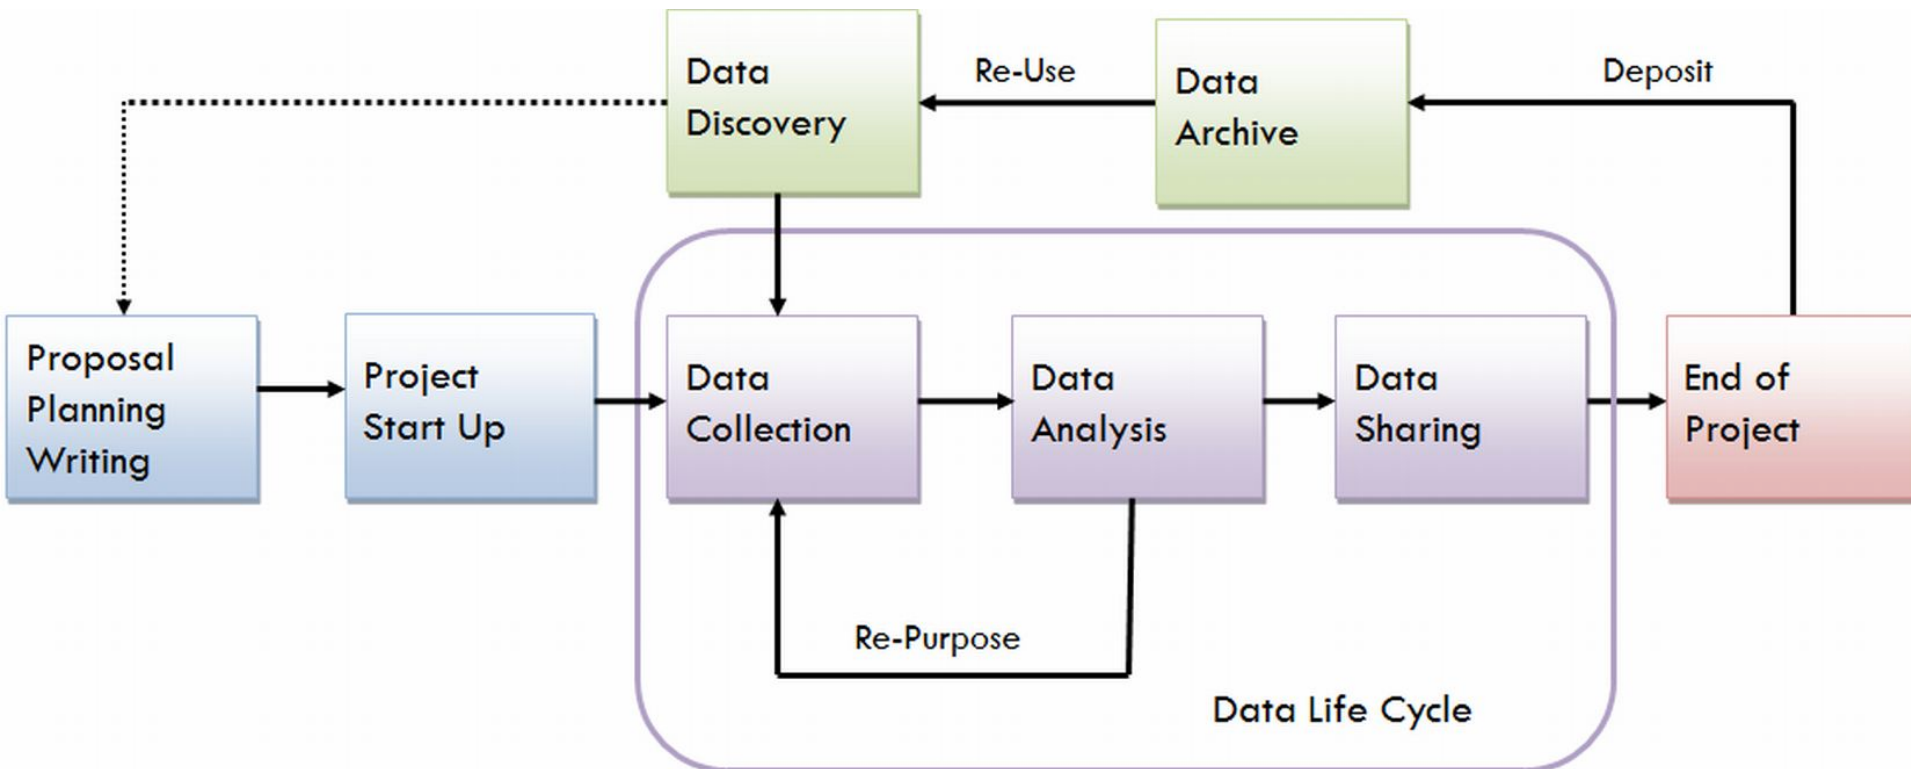 Data
Discovery
Re-Use
Data
Archive
Deposit
Proposal
Planning
Writing
Project
Start Up
Data
Collection
Data
Analysis
Data
Sharing
End of
Project
Re-Purpose
Data Life Cycle